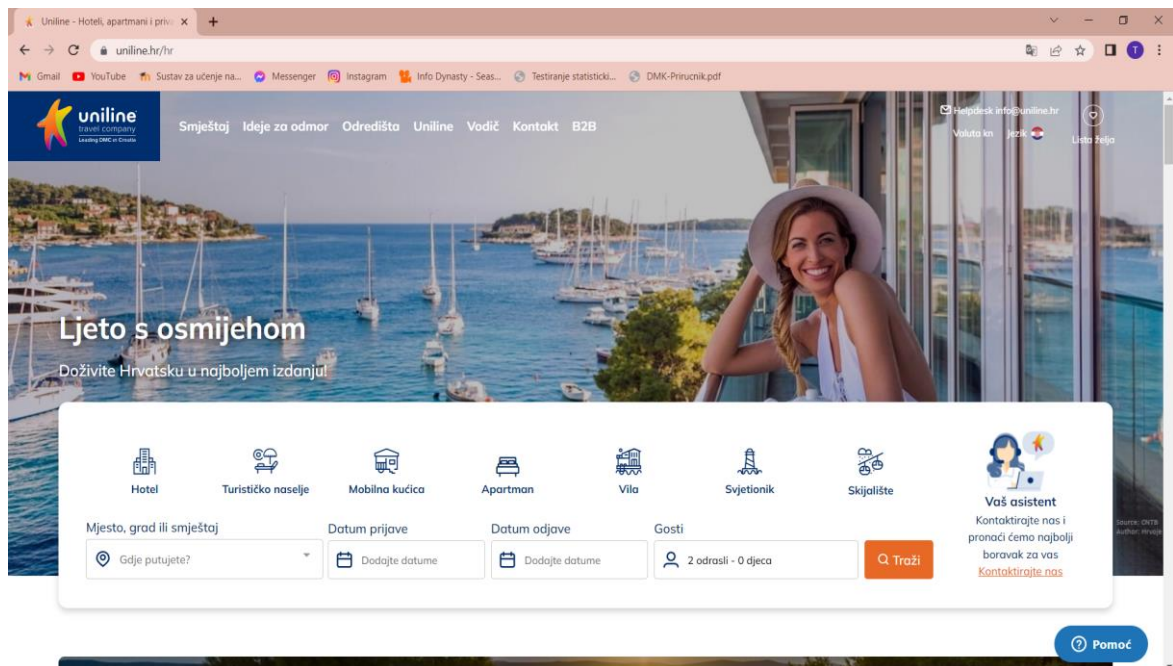 Uniline - Hoteli, apartmani i priv
uniline.hr/hr
Gmail YouTube Sustav za učenje na... Messenger Instagram Info Dynasty - Seas... Testiranje statisticki... DMK-Prirucnik.pdf
T
uniline
travel company
Leading DMC in Croatia
Smještaj Ideje za odmor Odredišta Uniline Vodič Kontakt B2B
Helpdesk info@uniline.hr
Valuta kn Jezik
Lista želja
Ljeto s osmijehom
Doživite Hrvatsku u najboljem izdanju!
Hotel Turističko naselje Mobilna kućica Apartman Vila Svjetionik Skijalište
Mjesto, grad ili smještaj Datum prijave Datum odjave Gosti
Gdje putujete? Dodajte datume Dodajte datume 2 odrasli - 0 djeca Traži
Vaš asistent
Kontaktirajte nas i
pronaći ćemo najbolji
boravak za vas
Kontaktirajte nas
Source: CNTB
Author: Hrvoje
Pomoć